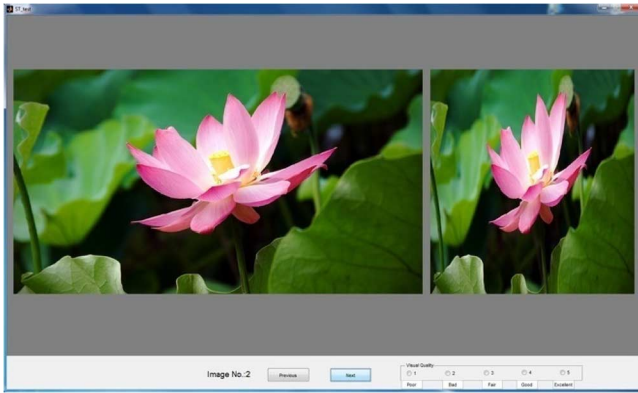 ST_test
Image No.:2
Previous
Next
Visual Quality
1
2
3
4
5
Poor
Bad
Fair
Good
Excellent